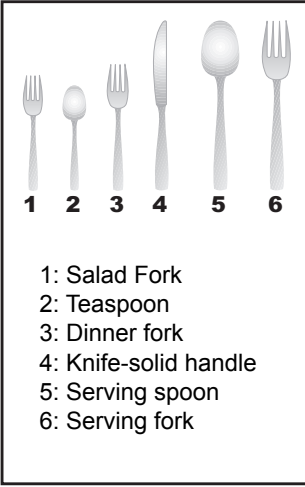 1 2 3 4 5 6
1: Salad Fork
2: Teaspoon
3: Dinner fork
4: Knife-solid handle
5: Serving spoon
6: Serving fork